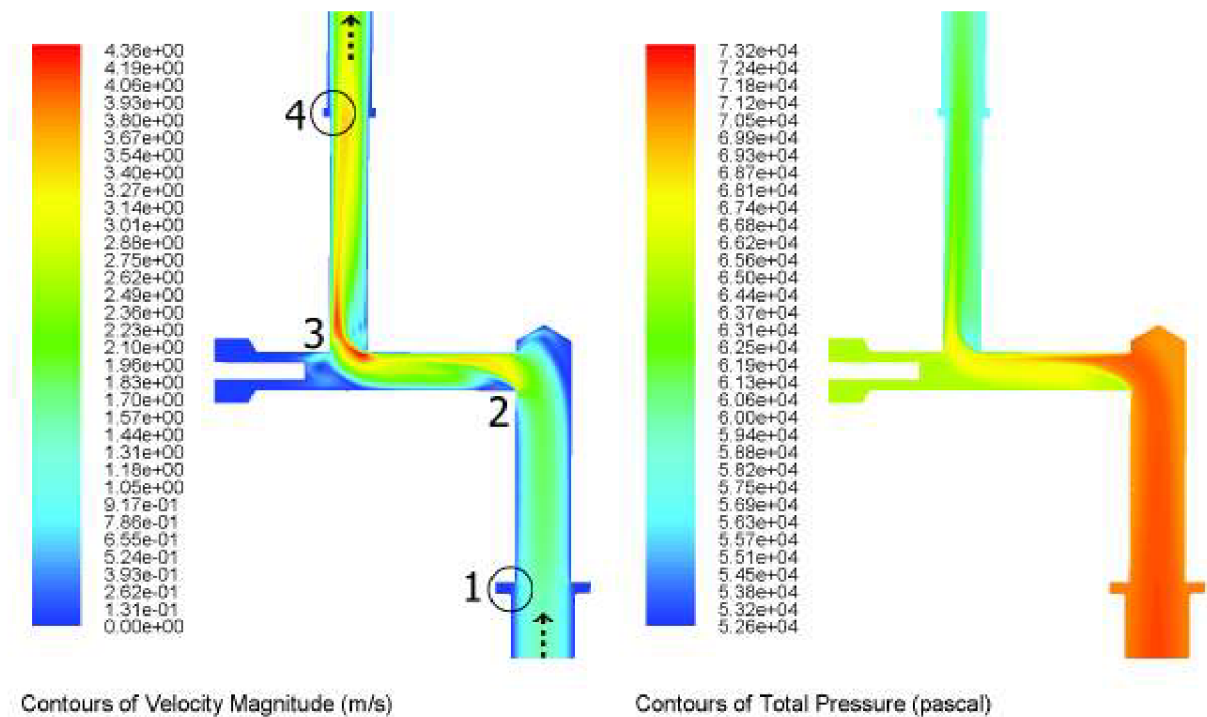 4.36e+00
4.19e+00
4.06e+00
3.93e+00
3.80e+00
3.67e+00
3.54e+00
3.40e+00
3.27e+00
3.14e+00
3.01e+00
2.88e+00
2.75e+00
2.62e+00
2.49e+00
2.36e+00
2.23e+00
2.10e+00
1.96e+00
1.83e+00
1.70e+00
1.57e+00
1.44e+00
1.31e+00
1.18e+00
1.05e+00
9.17e-01
7.86e-01
6.55e-01
5.24e-01
3.93e-01
2.62e-01
1.31e-01
0.00e+00
4
3
2
1
Contours of Velocity Magnitude (m/s)
7.32e+04
7.24e+04
7.18e+04
7.12e+04
7.05e+04
6.99e+04
6.93e+04
6.87e+04
6.81e+04
6.74e+04
6.68e+04
6.62e+04
6.56e+04
6.50e+04
6.44e+04
6.37e+04
6.31e+04
6.25e+04
6.19e+04
6.13e+04
6.06e+04
6.00e+04
5.94e+04
5.88e+04
5.82e+04
5.75e+04
5.69e+04
5.63e+04
5.57e+04
5.51e+04
5.45e+04
5.38e+04
5.32e+04
5.26e+04
Contours of Total Pressure (pascal)